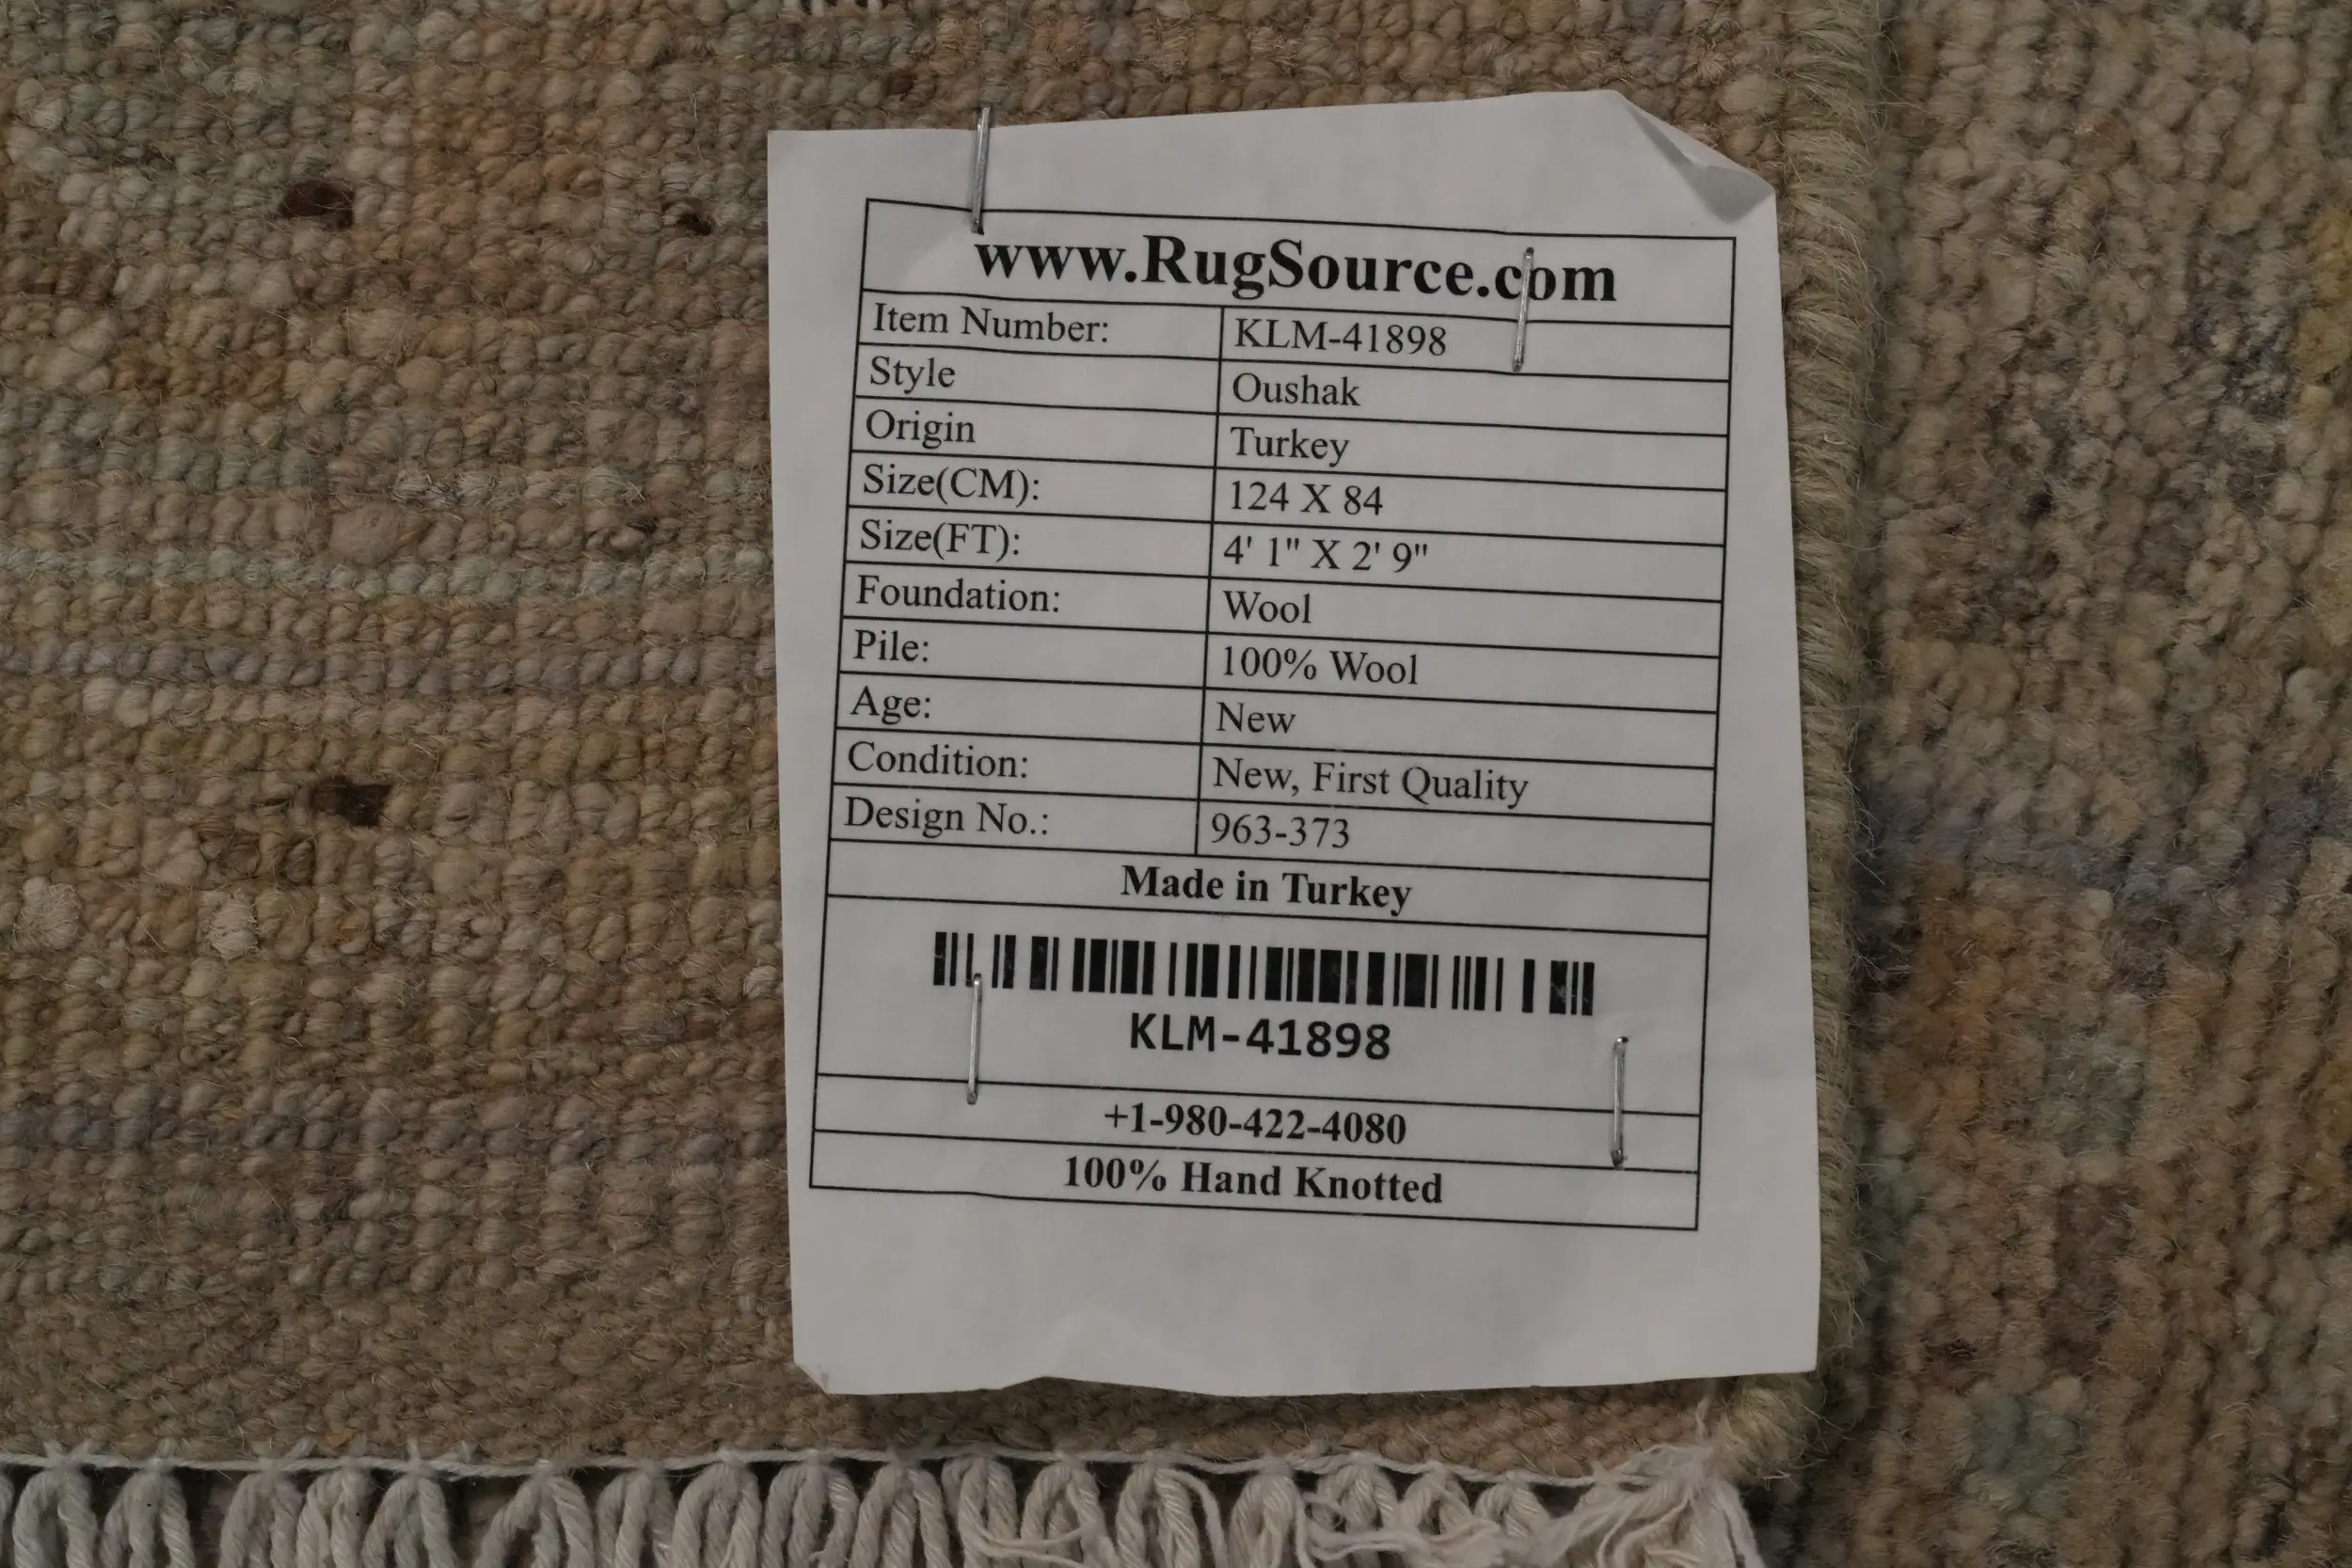 www.RugSource.com
Item Number: KLM-41898
Style Oushak
Origin Turkey
Size(CM): 124 X 84
Size(FT): 4' 1" X 2' 9"
Foundation: Wool
Pile: 100% Wool
Age: New
Condition: New, First Quality
Design No.: 963-373
Made in Turkey
KLM-41898
+1-980-422-4080
100% Hand Knotted